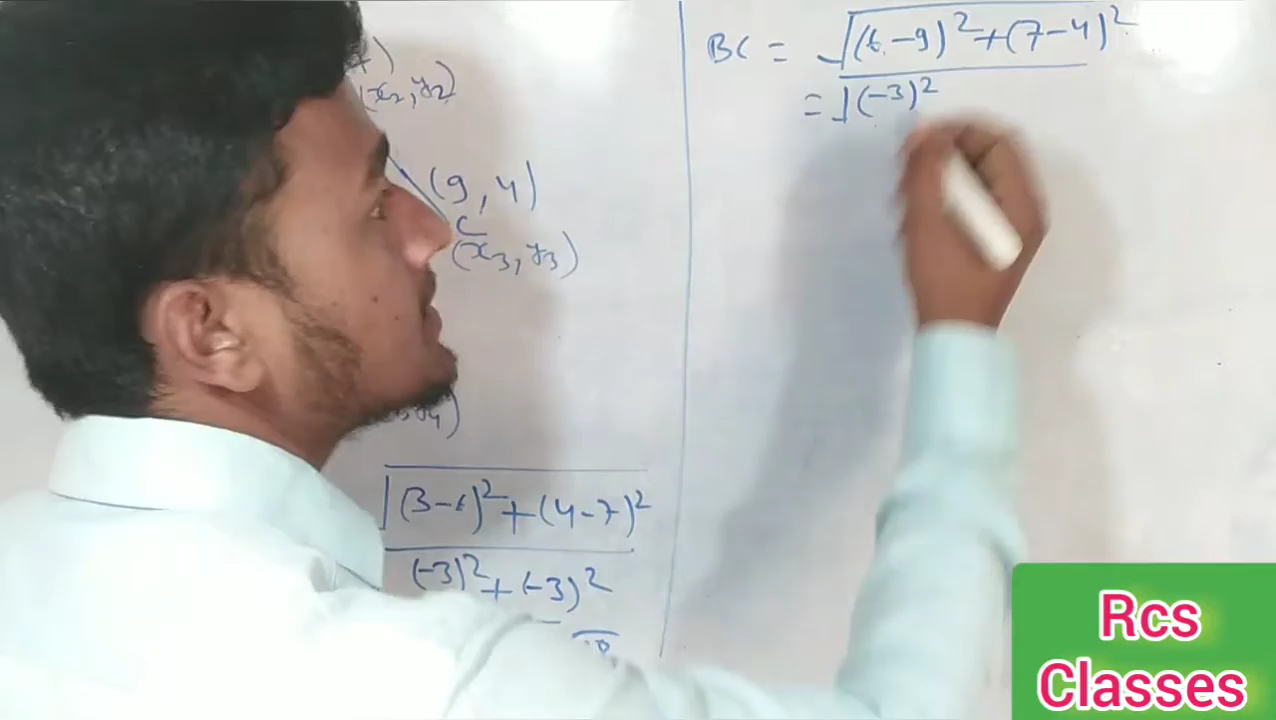 (x₂, y₂)
(9, 4)
C
(x₃, y₃)
√(3-6)² + (4-7)²
(-3)² + (-3)²
BC = √(6-9)² + (7-4)²
= √(-3)²
Rcs
Classes